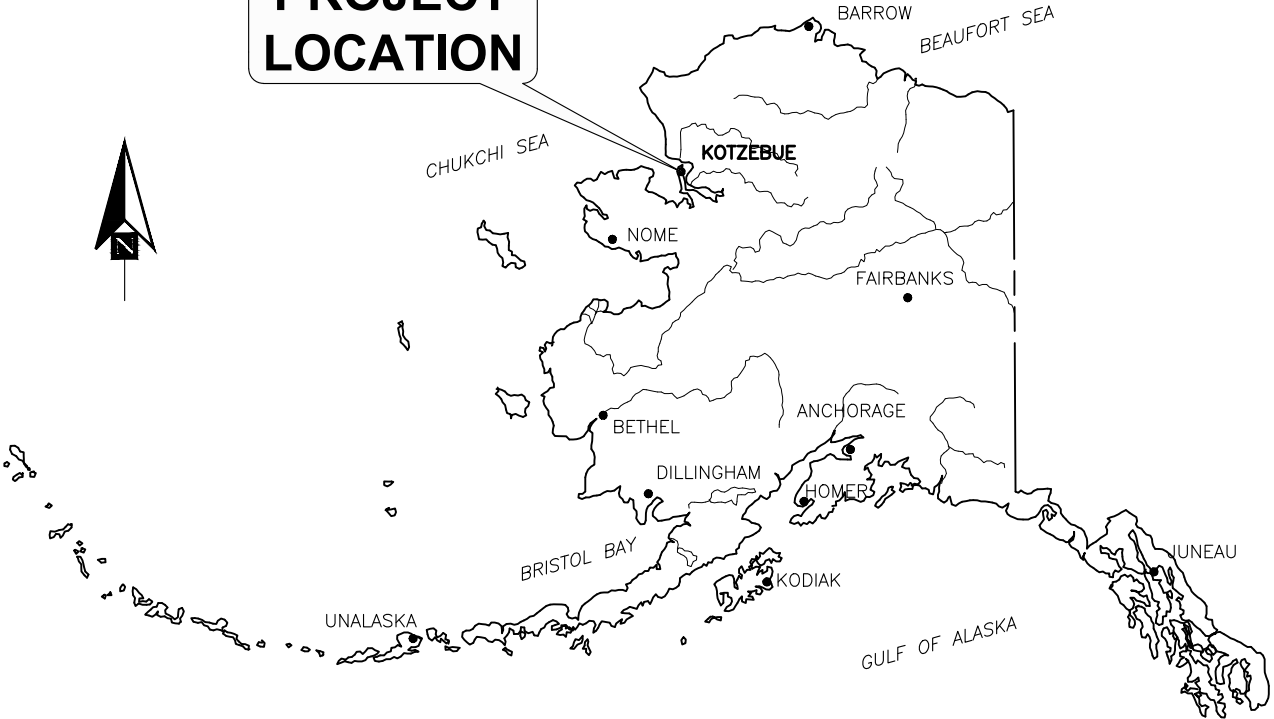 PROJECT
LOCATION
BARROW
BEAUFORT SEA
CHUKCHI SEA
KOTZEBUE
NOME
FAIRBANKS
ANCHORAGE
BETHEL
DILLINGHAM
HOMER
BRISTOL BAY
JUNEAU
KODIAK
UNALASKA
GULF OF ALASKA
N